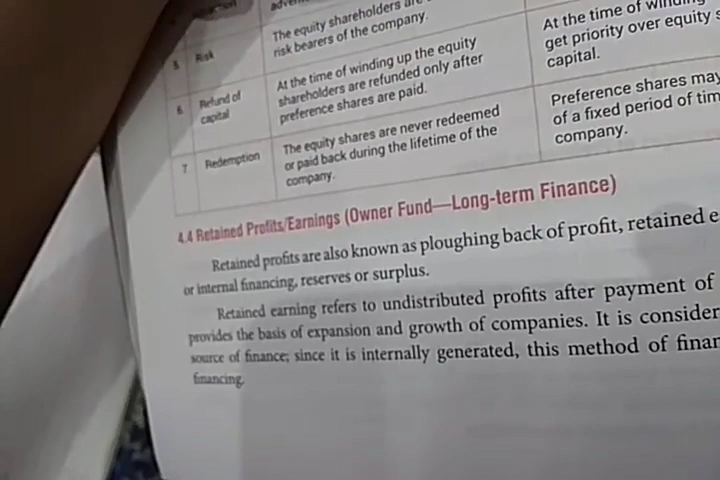 The equity shareholders are
risk bearers of the company.
5 Risk
At the time of winding
get priority over equity s
capital.
At the time of winding up the equity
shareholders are refunded only after
preference shares are paid.
6 Refund of
capital
Preference shares may
of a fixed period of tim
company.
The equity shares are never redeemed
or paid back during the lifetime of the
company.
7 Redemption
4.4 Retained Profits/Earnings (Owner Fund—Long-term Finance)
Retained profits are also known as ploughing back of profit, retained e
or internal financing, reserves or surplus.
Retained earning refers to undistributed profits after payment of
provides the basis of expansion and growth of companies. It is consider
source of finance; since it is internally generated, this method of finan
financing.